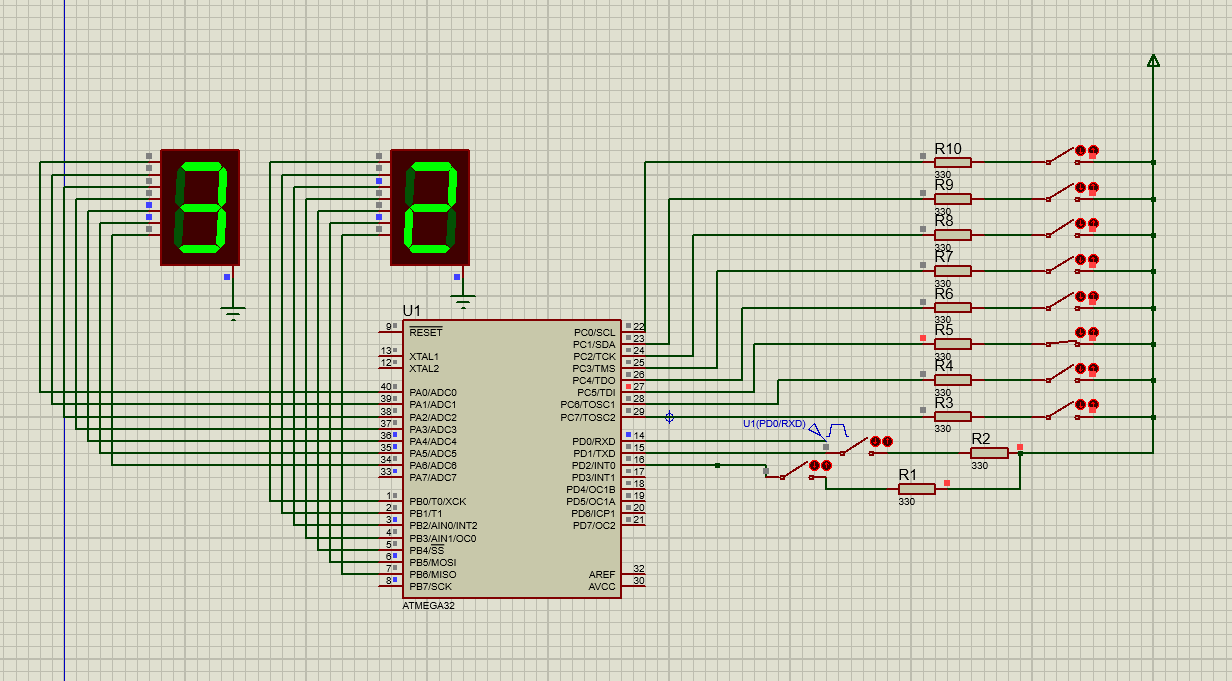 R10
330
R9
330
R8
330
R7
330
R6
330
R5
330
R4
330
R3
330
R2
330
R1
330
U1(PD0/RXD)
U1
9 RESET
13 XTAL1
12 XTAL2
40 PA0/ADC0
39 PA1/ADC1
38 PA2/ADC2
37 PA3/ADC3
36 PA4/ADC4
35 PA5/ADC5
34 PA6/ADC6
33 PA7/ADC7
1 PB0/T0/XCK
2 PB1/T1
3 PB2/AIN0/INT2
4 PB3/AIN1/OC0
5 PB4/SS
6 PB5/MOSI
7 PB6/MISO
8 PB7/SCK
PC0/SCL 22
PC1/SDA 23
PC2/TCK 24
PC3/TMS 25
PC4/TDO 26
PC5/TDI 27
PC6/TOSC1 28
PC7/TOSC2 29
PD0/RXD 14
PD1/TXD 15
PD2/INT0 16
PD3/INT1 17
PD4/OC1B 18
PD5/OC1A 19
PD6/ICP1 20
PD7/OC2 21
AREF 32
AVCC 30
ATMEGA32
3
2